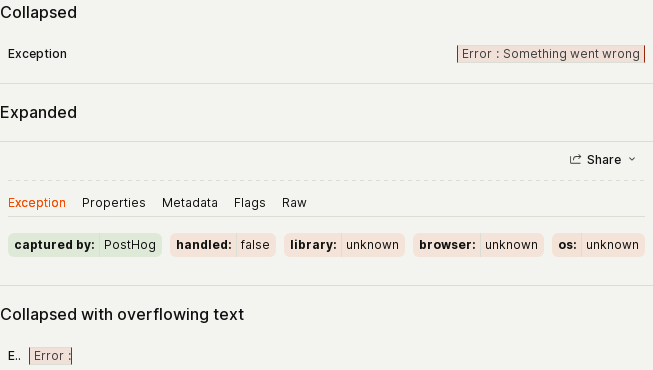 Collapsed
Exception Error : Something went wrong
Expanded
Share
Exception Properties Metadata Flags Raw
captured by: PostHog handled: false library: unknown browser: unknown os: unknown
Collapsed with overflowing text
E.. Error :